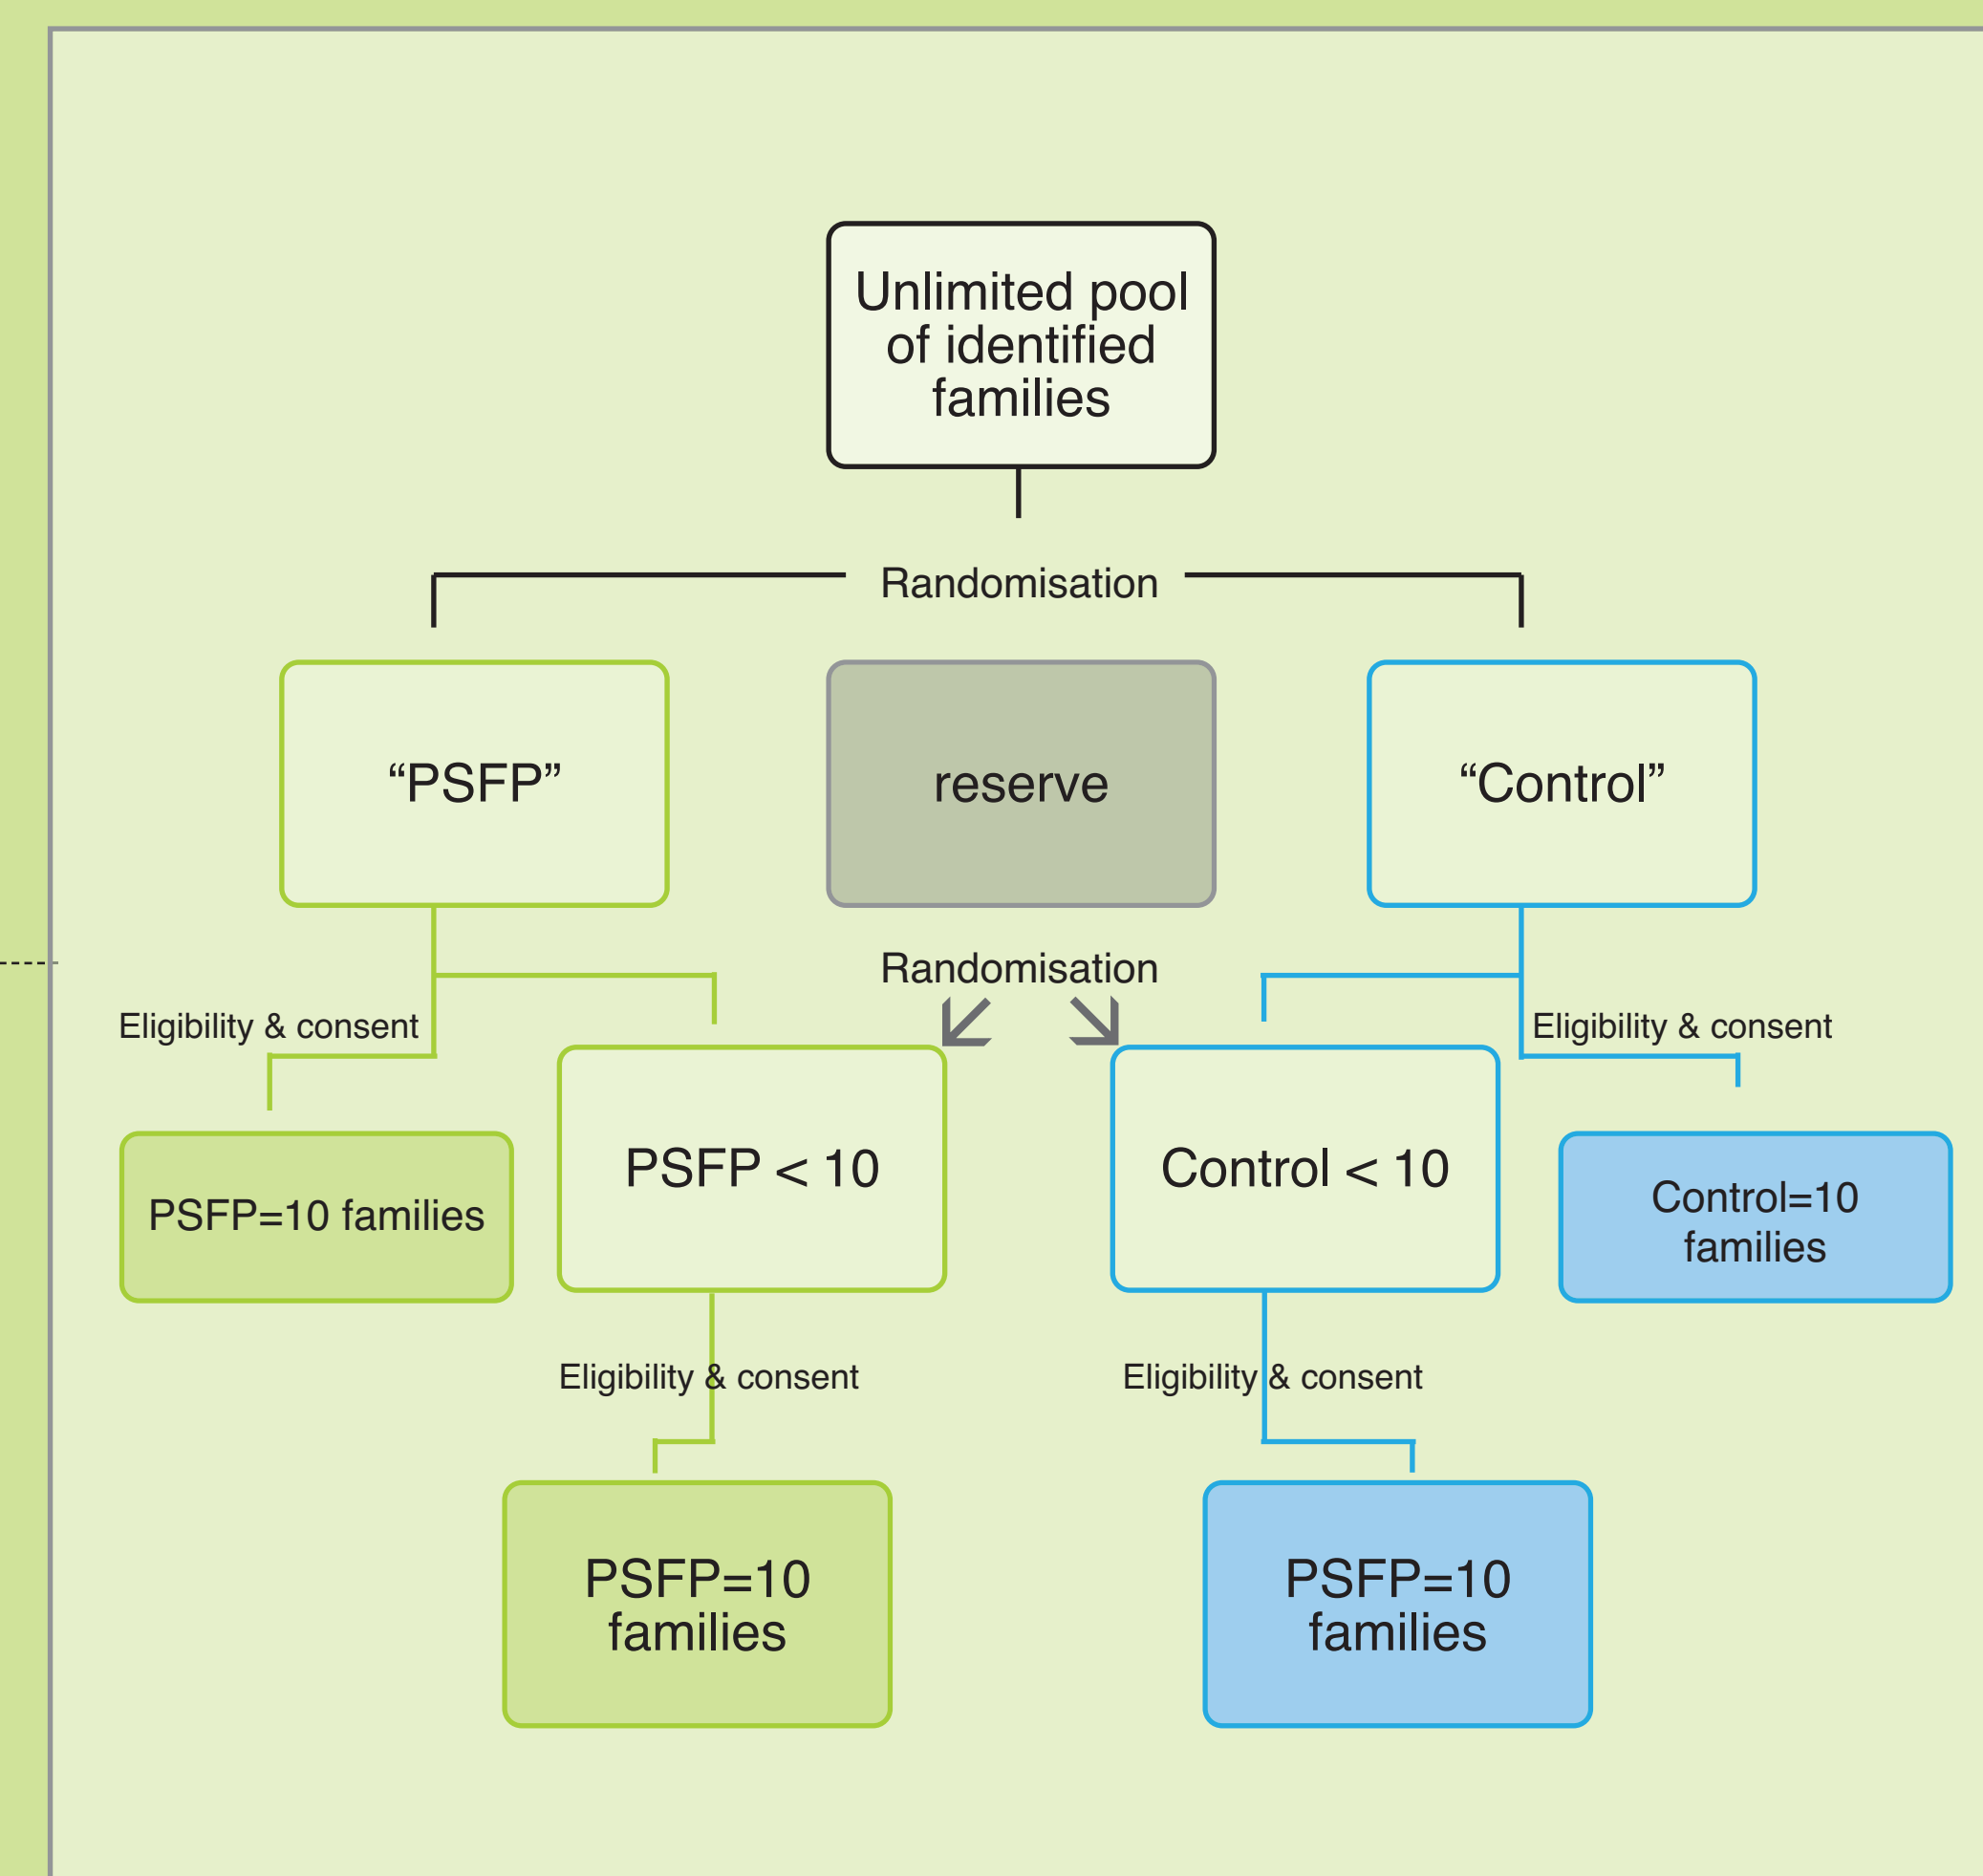 Unlimited pool
of identified
families
Randomisation
“PSFP”
reserve
“Control”
Randomisation
Eligibility & consent
Eligibility & consent
PSFP=10 families
PSFP < 10
Control < 10
Control=10
families
Eligibility & consent
Eligibility & consent
PSFP=10
families
PSFP=10
families